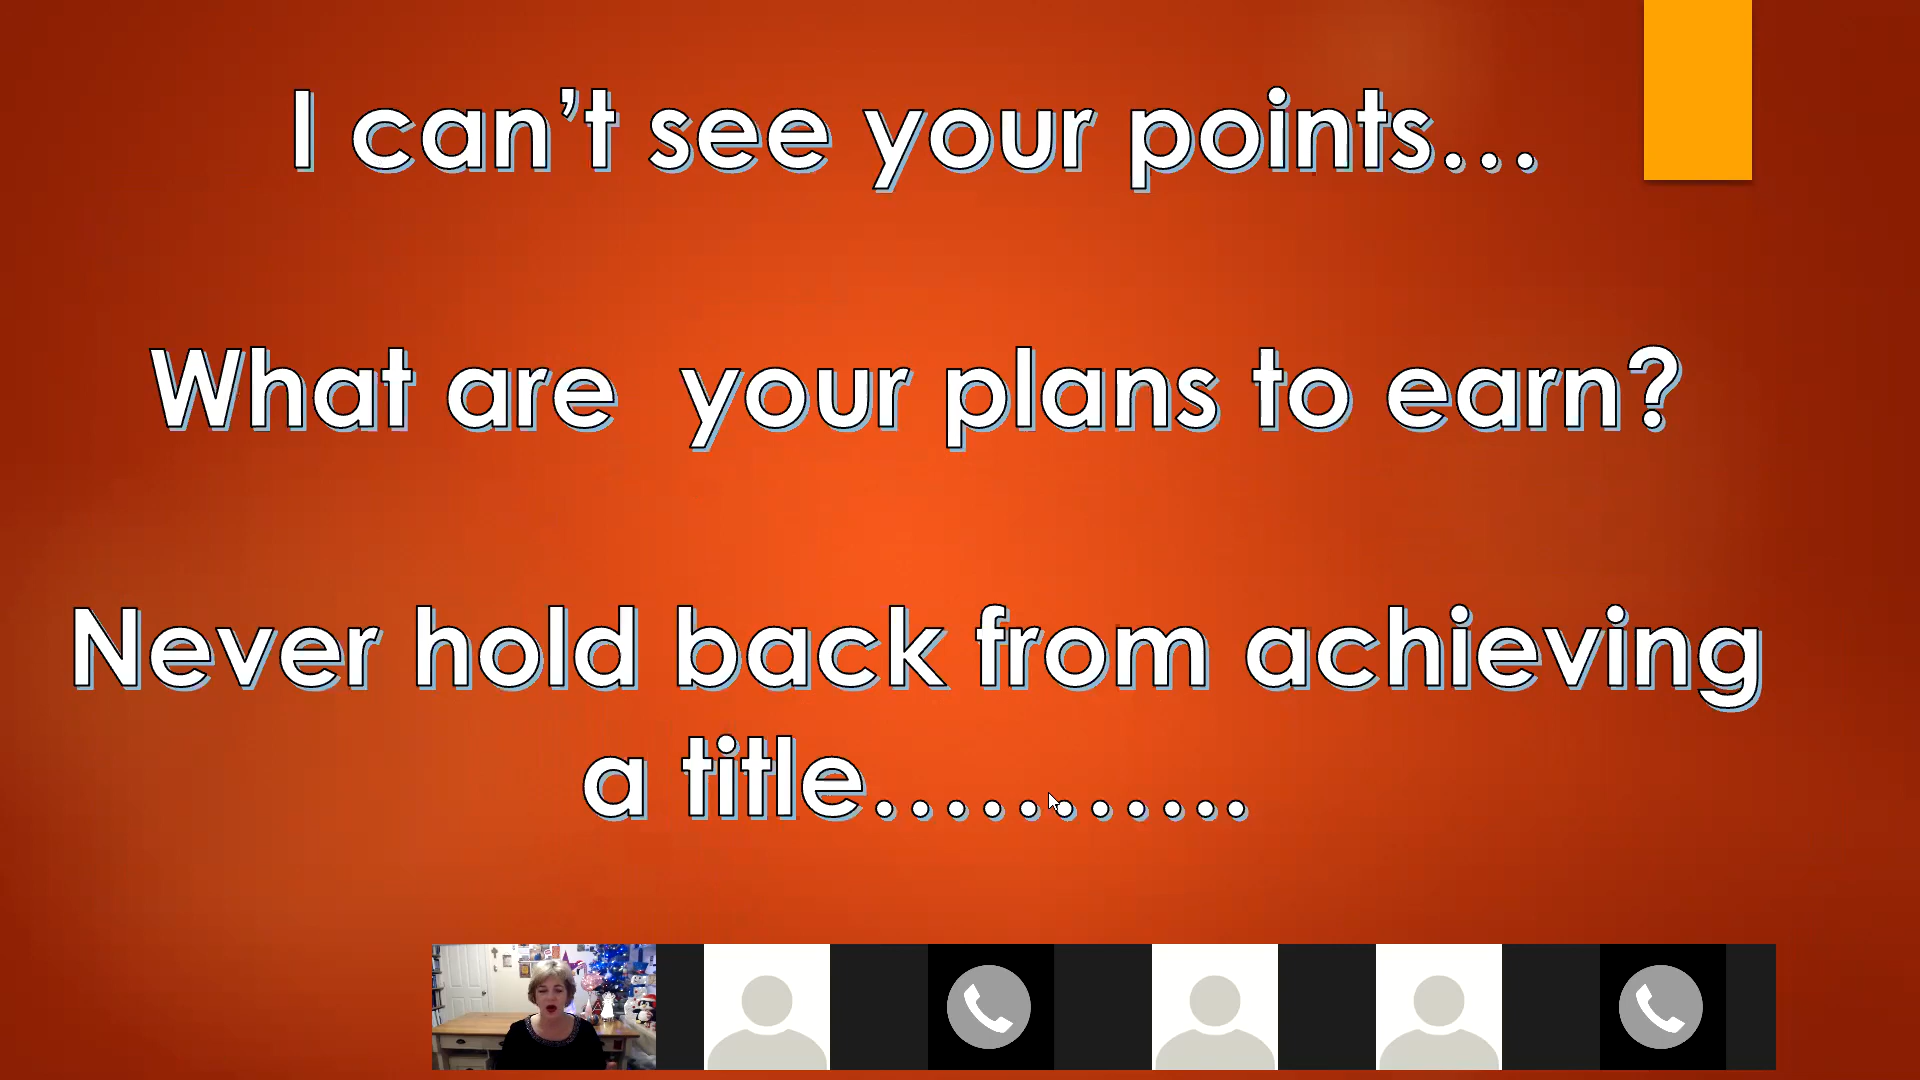 I can’t see your points…
What are  your plans to earn?
Never hold back from achieving
a title………..